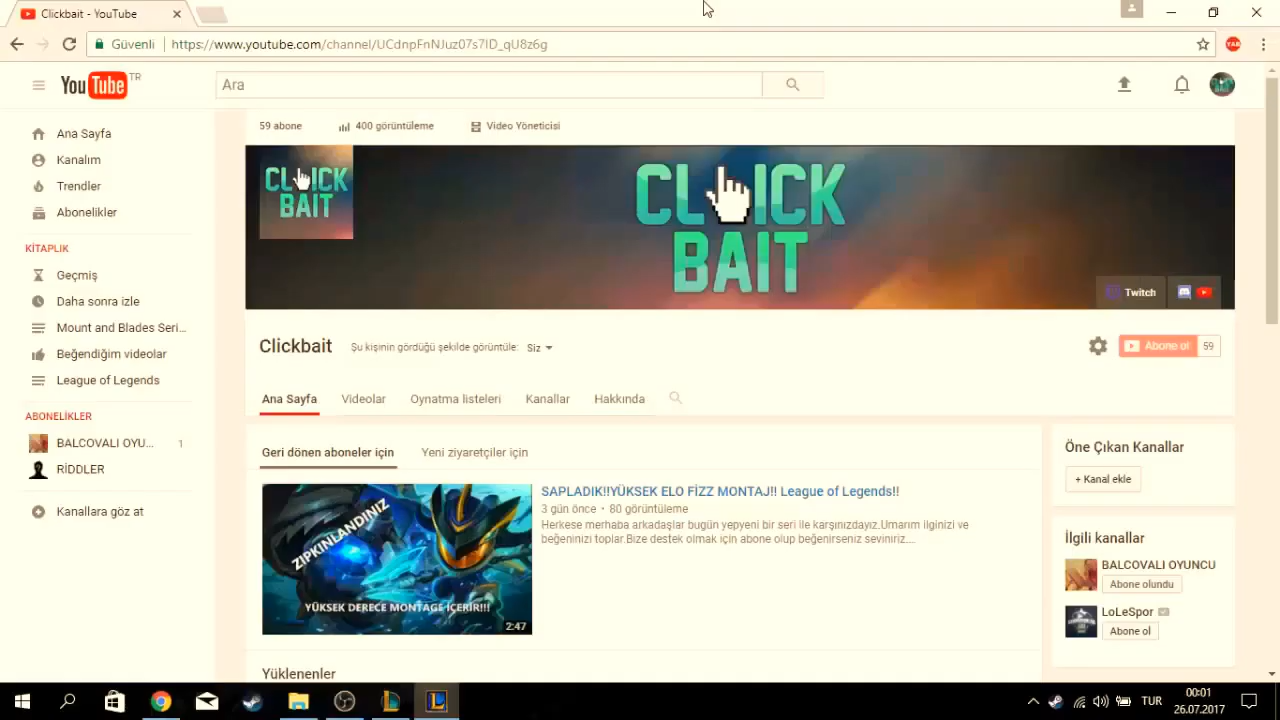 Clickbait - YouTube
Güvenli
https://www.youtube.com/channel/UCdnpFnNJuz07s7ID_qU8z6g
YouTube TR
Ara
59 abone
400 görüntüleme
Video Yöneticisi
Ana Sayfa
Kanalım
Trendler
Abonelikler
KİTAPLIK
Geçmiş
Daha sonra izle
Mount and Blades Seri...
Beğendiğim videolar
League of Legends
ABONELİKLER
BALCOVALI OYU... 1
RİDDLER
Kanallara göz at
CLICK
BAIT
CLICK
BAIT
Twitch
Clickbait
Şu kişinin gördüğü şekilde görüntüle: Siz
Abone ol 59
Ana Sayfa
Videolar
Oynatma listeleri
Kanallar
Hakkında
Geri dönen aboneler için
Yeni ziyaretçiler için
ZIPKINLANDINIZ
YÜKSEK DERECE MONTAGE İÇERİR!!!
2:47
SAPLADIK!!YÜKSEK ELO FİZZ MONTAJ!! League of Legends!!
3 gün önce • 80 görüntüleme
Herkese merhaba arkadaşlar bugün yepyeni bir seri ile karşınızdayız.Umarım ilginizi ve
beğeninizi toplar.Bize destek olmak için abone olup beğenirseniz seviniriz....
Yüklenenler
Öne Çıkan Kanallar
+ Kanal ekle
İlgili kanallar
BALCOVALI OYUNCU
Abone olundu
LoLeSpor
Abone ol
TUR
00:01
26.07.2017